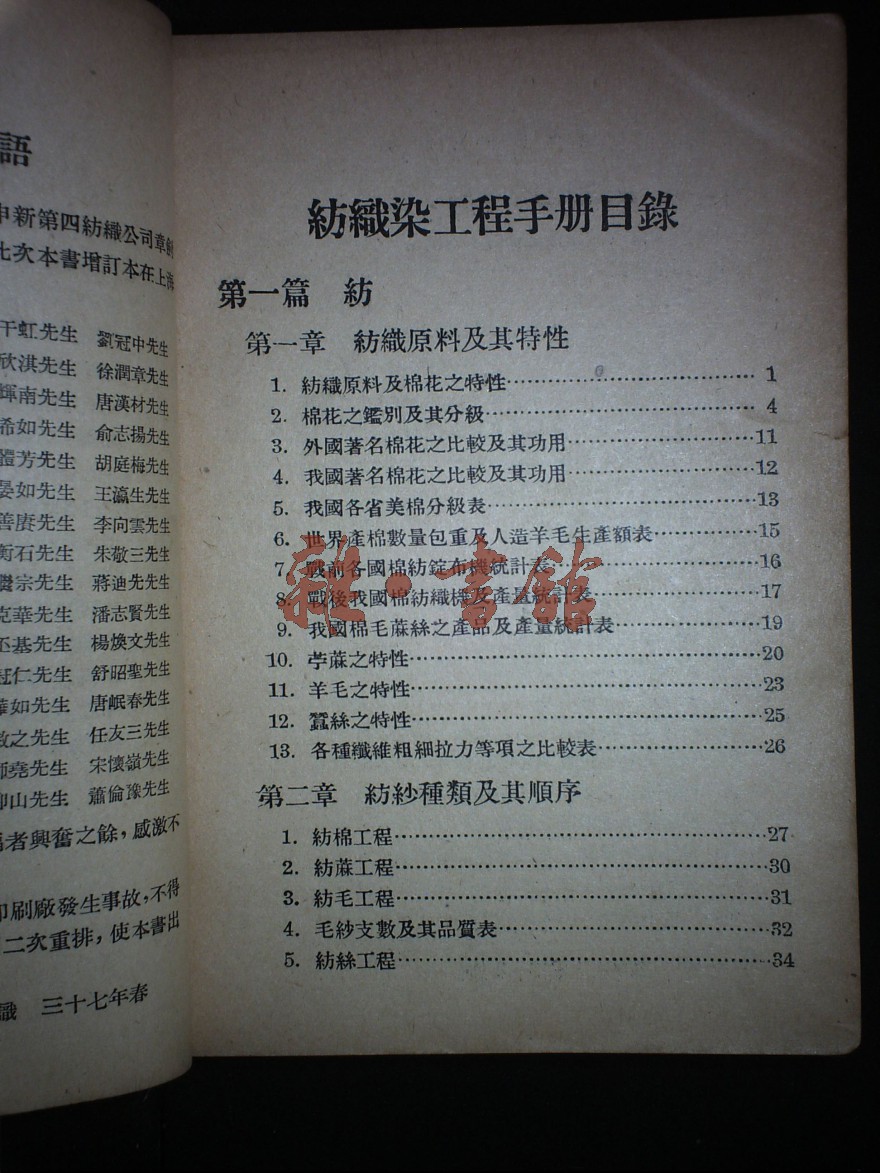 語
申新第四紡織公司章劍
此次本書增訂本在上海
干虹先生 劉冠中先生
欣淇先生 徐潤章先生
輝南先生 唐漢材先生
希如先生 俞志揚先生
體芳先生 胡庭梅先生
晏如先生 王瀛生先生
善賡先生 李向雲先生
衡石先生 朱敬三先生
繼宗先生 蔣迪先先生
克華先生 潘志賢先生
丕基先生 楊煥文先生
冠仁先生 舒昭聖先生
如先生 唐岷春先生
之先生 任友三先生
師堯先生 宋懷嶺先生
仰山先生 蕭倫豫先生
者興奮之餘，感激不
印刷廠發生事故，不得
二次重排，使本書出
識 三十七年春
紡織染工程手册目錄
第一篇 紡
第一章 紡織原料及其特性
1. 紡織原料及棉花之特性 1
2. 棉花之鑑別及其分級 4
3. 外國著名棉花之比較及其功用 11
4. 我國著名棉花之比較及其功用 12
5. 我國各省美棉分級表 13
6. 世界產棉數量包重及人造羊毛生產額表 15
7. 戰前各國棉紡錠布機統計表 16
8. 戰後我國棉紡織機及產量統計表 17
9. 我國棉毛蔴絲之產品及產量統計表 19
10. 苧蔴之特性 20
11. 羊毛之特性 23
12. 蠶絲之特性 25
13. 各種纖維粗細拉力等項之比較表 26
第二章 紡紗種類及其順序
1. 紡棉工程 27
2. 紡蔴工程 30
3. 紡毛工程 31
4. 毛紗支數及其品質表 32
5. 紡絲工程 34
雜·書館